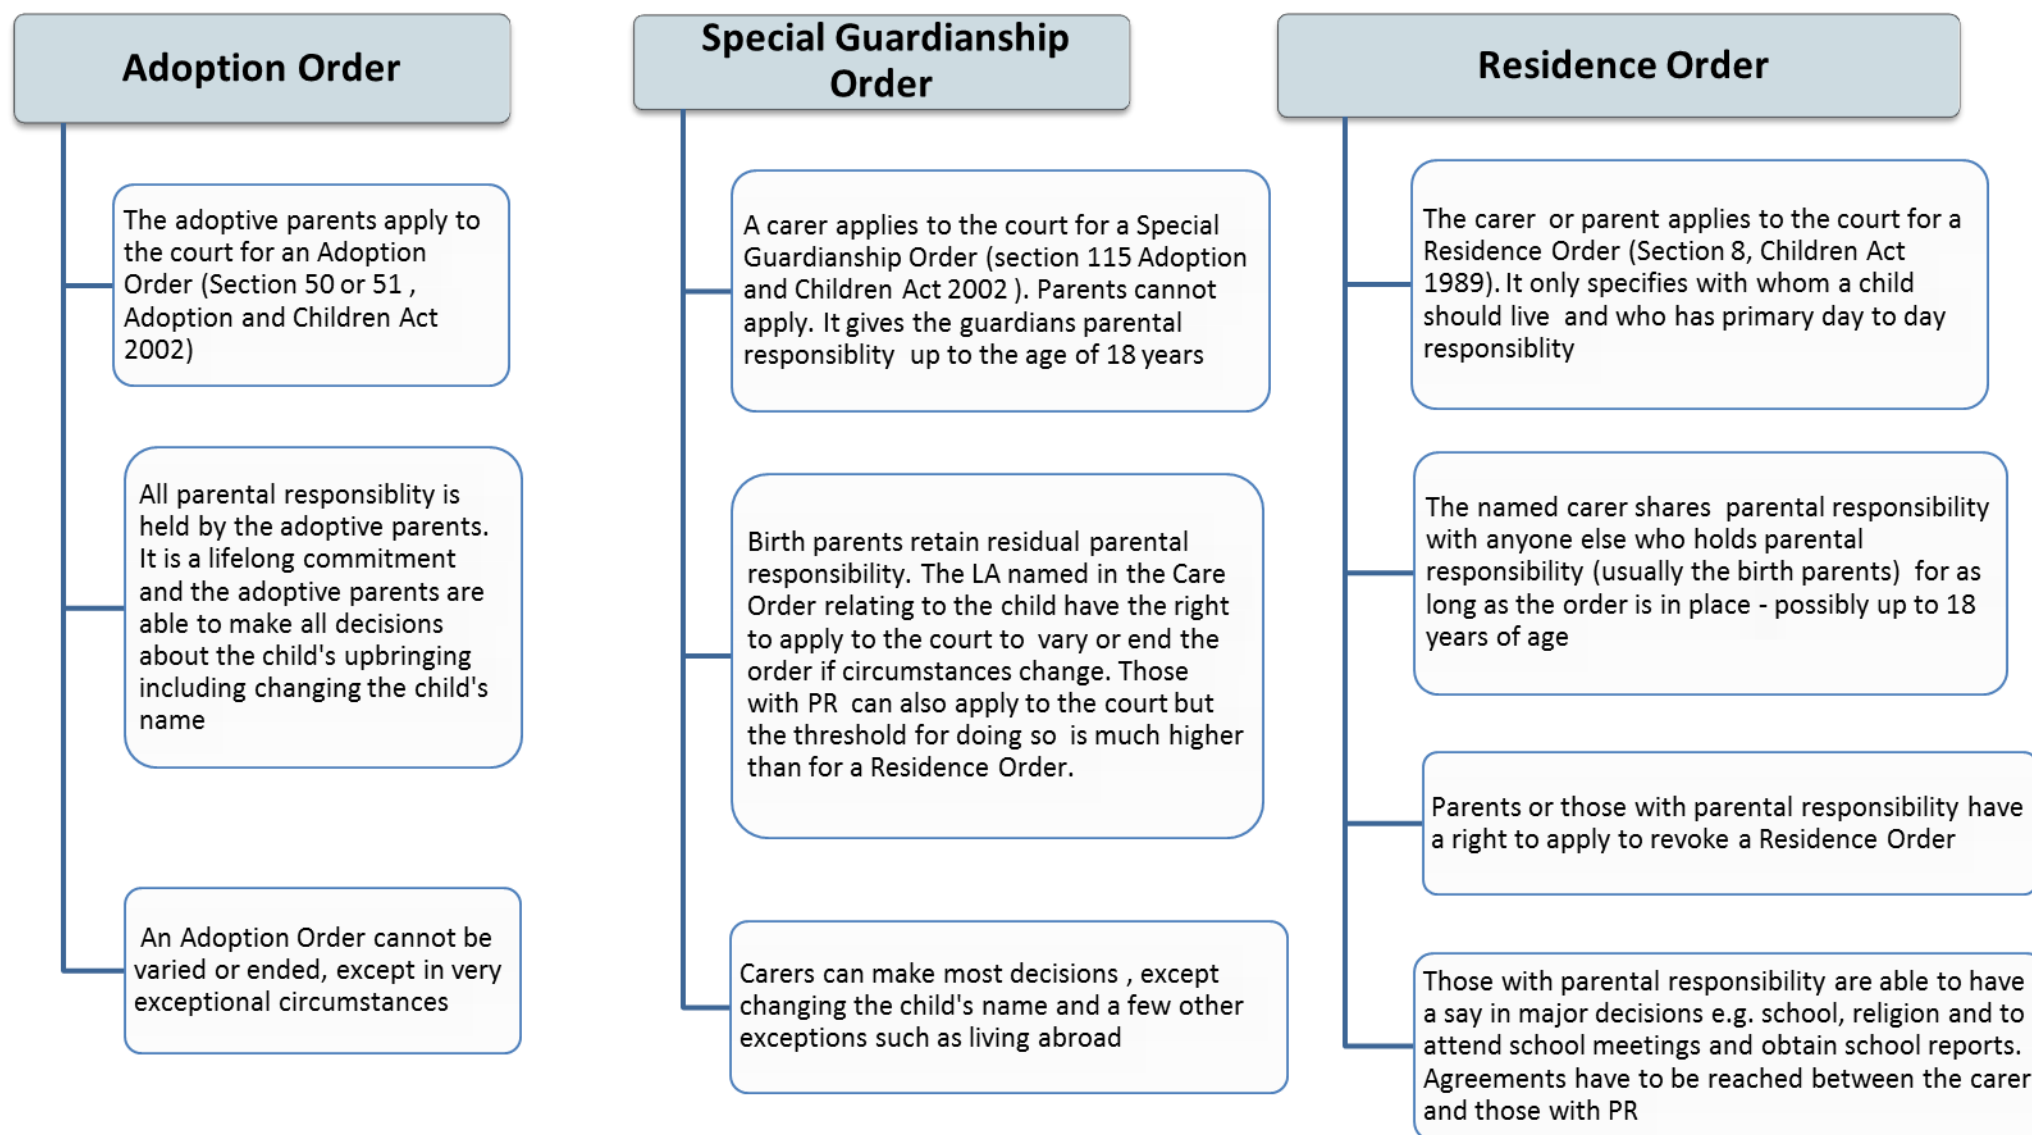 Adoption Order
The adoptive parents apply to
the court for an Adoption
Order (Section 50 or 51 ,
Adoption and Children Act
2002)
All parental responsiblity is
held by the adoptive parents.
It is a lifelong commitment
and the adoptive parents are
able to make all decisions
about the child's upbringing
including changing the child's
name
An Adoption Order cannot be
varied or ended, except in very
exceptional circumstances
Special Guardianship
Order
A carer applies to the court for a Special
Guardianship Order (section 115 Adoption
and Children Act 2002 ). Parents cannot
apply. It gives the guardians parental
responsiblity up to the age of 18 years
Birth parents retain residual parental
responsibility. The LA named in the Care
Order relating to the child have the right
to apply to the court to vary or end the
order if circumstances change. Those
with PR can also apply to the court but
the threshold for doing so is much higher
than for a Residence Order.
Carers can make most decisions , except
changing the child's name and a few other
exceptions such as living abroad
Residence Order
The carer or parent applies to the court for a
Residence Order (Section 8, Children Act
1989). It only specifies with whom a child
should live and who has primary day to day
responsiblity
The named carer shares parental responsibility
with anyone else who holds parental
responsibility (usually the birth parents) for as
long as the order is in place - possibly up to 18
years of age
Parents or those with parental responsibility have
a right to apply to revoke a Residence Order
Those with parental responsibility are able to have
a say in major decisions e.g. school, religion and to
attend school meetings and obtain school reports.
Agreements have to be reached between the carer
and those with PR